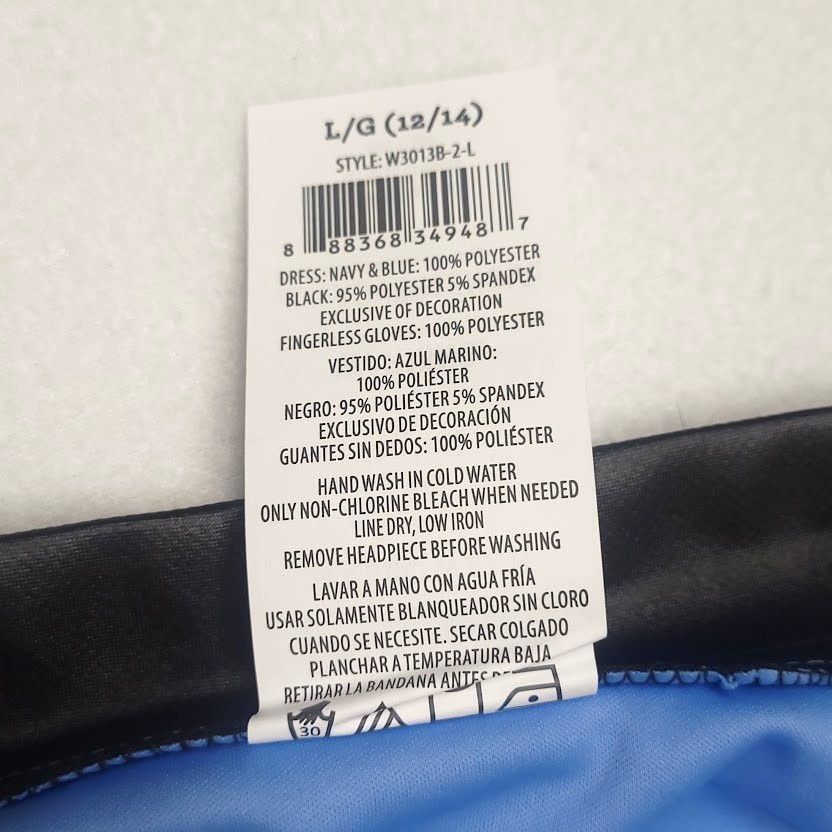 L/G (12/14)
STYLE: W3013B-2-L
8 88368 34948 7
DRESS: NAVY & BLUE: 100% POLYESTER
BLACK: 95% POLYESTER 5% SPANDEX
EXCLUSIVE OF DECORATION
FINGERLESS GLOVES: 100% POLYESTER
VESTIDO: AZUL MARINO:
100% POLIÉSTER
NEGRO: 95% POLIÉSTER 5% SPANDEX
EXCLUSIVO DE DECORACIÓN
GUANTES SIN DEDOS: 100% POLIÉSTER
HAND WASH IN COLD WATER
ONLY NON-CHLORINE BLEACH WHEN NEEDED
LINE DRY, LOW IRON
REMOVE HEADPIECE BEFORE WASHING
LAVAR A MANO CON AGUA FRÍA
USAR SOLAMENTE BLANQUEADOR SIN CLORO
CUANDO SE NECESITE. SECAR COLGADO
PLANCHAR A TEMPERATURA BAJA
RETIRAR LA BANDANA ANTES
30